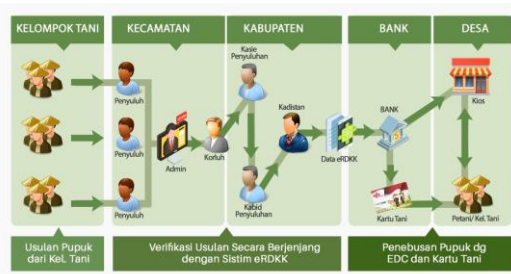 KELOMPOK TANI
KECAMATAN
KABUPATEN
BANK
DESA
Penyuluh
Penyuluh
Penyuluh
Admin
Korluh
Kasie
Penyuluhan
Kadistan
Kabid
Penyuluhan
Data eRDKK
BANK
Kartu Tani
Kios
Petani/ Kel. Tani
Usulan Pupuk
dari Kel. Tani
Verifikasi Usulan Secara Berjenjang
dengan Sistim eRDKK
Penebusan Pupuk dg
EDC dan Kartu Tani